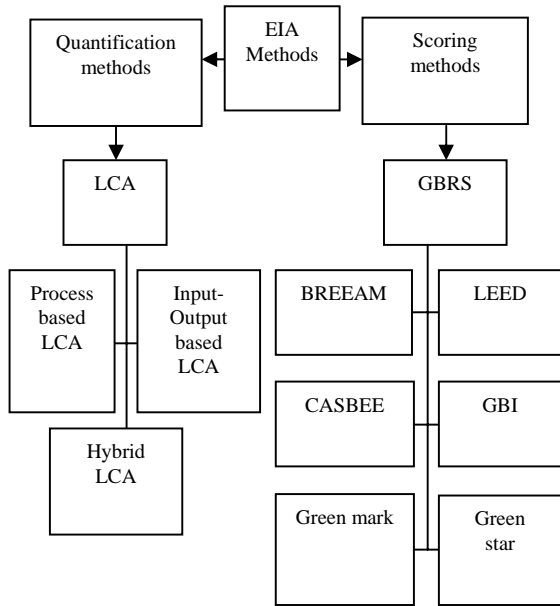 Quantification
methods
EIA
Methods
Scoring
methods
LCA
GBRS
Process
based
LCA
Input-
Output
based
LCA
BREEAM
LEED
Hybrid
LCA
CASBEE
GBI
Green mark
Green
star